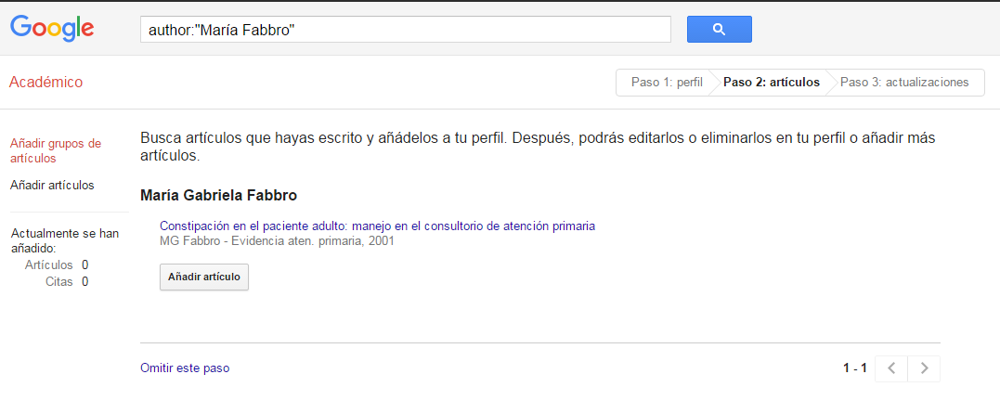 Google
author:"María Fabbro"
Académico
Paso 1: perfil
Paso 2: artículos
Paso 3: actualizaciones
Añadir grupos de
artículos
Añadir artículos
Actualmente se han
añadido:
Artículos 0
Citas 0
Busca artículos que hayas escrito y añádelos a tu perfil. Después, podrás editarlos o eliminarlos en tu perfil o añadir más
artículos.
María Gabriela Fabbro
Constipación en el paciente adulto: manejo en el consultorio de atención primaria
MG Fabbro - Evidencia aten. primaria, 2001
Añadir artículo
Omitir este paso
1 - 1